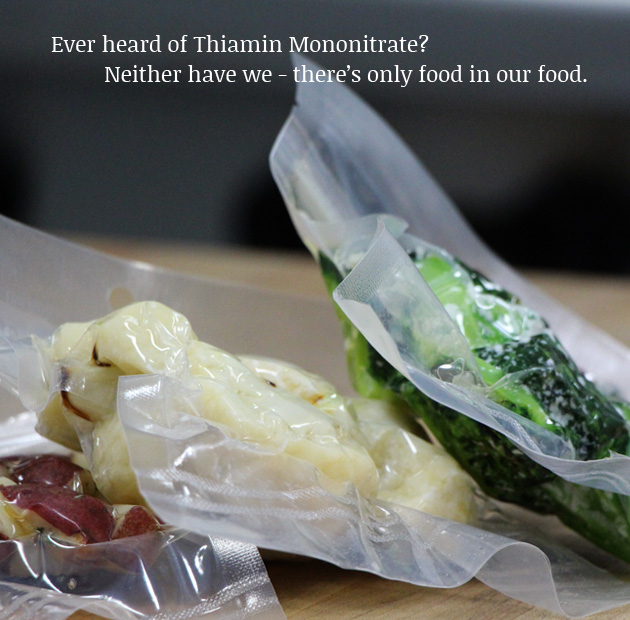 Ever heard of Thiamin Mononitrate?
Neither have we - there’s only food in our food.